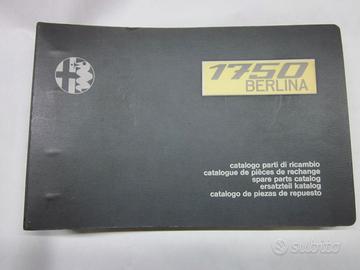 1750
BERLINA
catalogo parti di ricambio
catalogue de pièces de rechange
spare parts catalog
ersatzteil katalog
catalogo de piezas de repuesto
subito